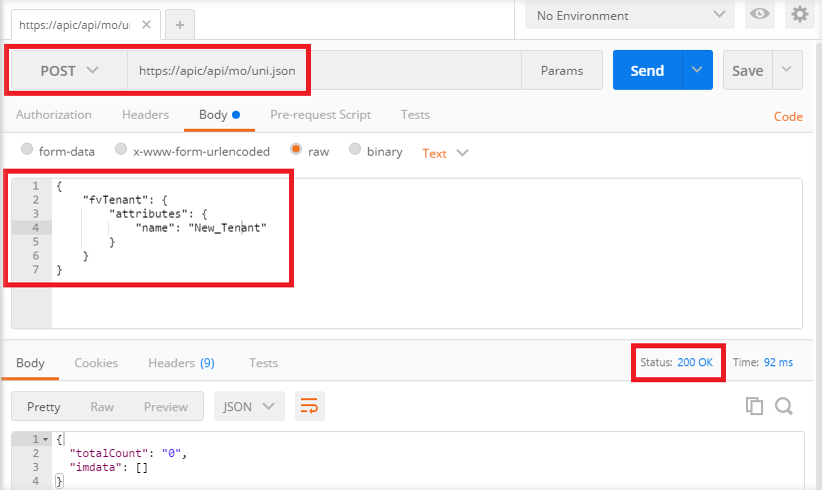 https://apic/api/mo/u
No Environment
POST
https://apic/api/mo/uni.json
Params
Send
Save
Authorization
Headers
Body
Pre-request Script
Tests
Code
form-data
x-www-form-urlencoded
raw
binary
Text
1 {
2 "fvTenant": {
3 "attributes": {
4 "name": "New_Tenant"
5 }
6 }
7 }
Body
Cookies
Headers (9)
Tests
Status: 200 OK
Time: 92 ms
Pretty
Raw
Preview
JSON
1 {
2 "totalCount": "0",
3 "imdata": []
4 }